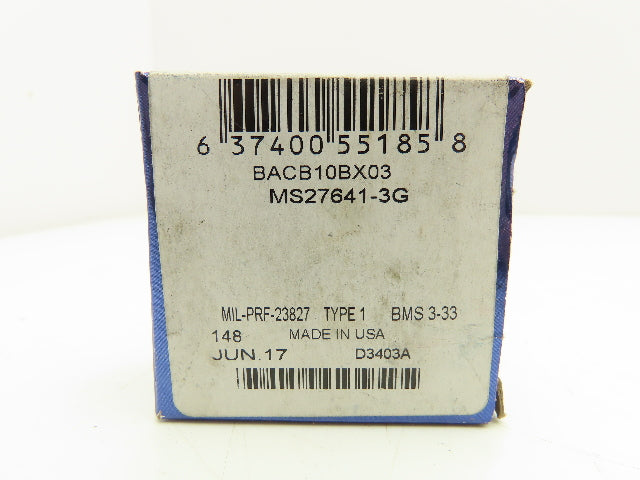 6 37400 55185 8
BACB10BX03
MS27641-3G
MIL-PRF-23827 TYPE 1 BMS 3-33
148 MADE IN USA
JUN.17 D3403A